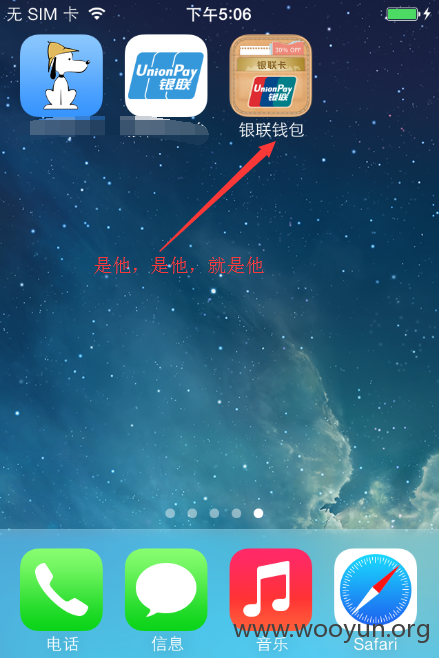 无 SIM 卡 下午5:06
30% OFF
银联卡
UnionPay
银联
UnionPay
银联
银联钱包
是他，是他，就是他
电话 信息 音乐 Safari
www.wooyun.org